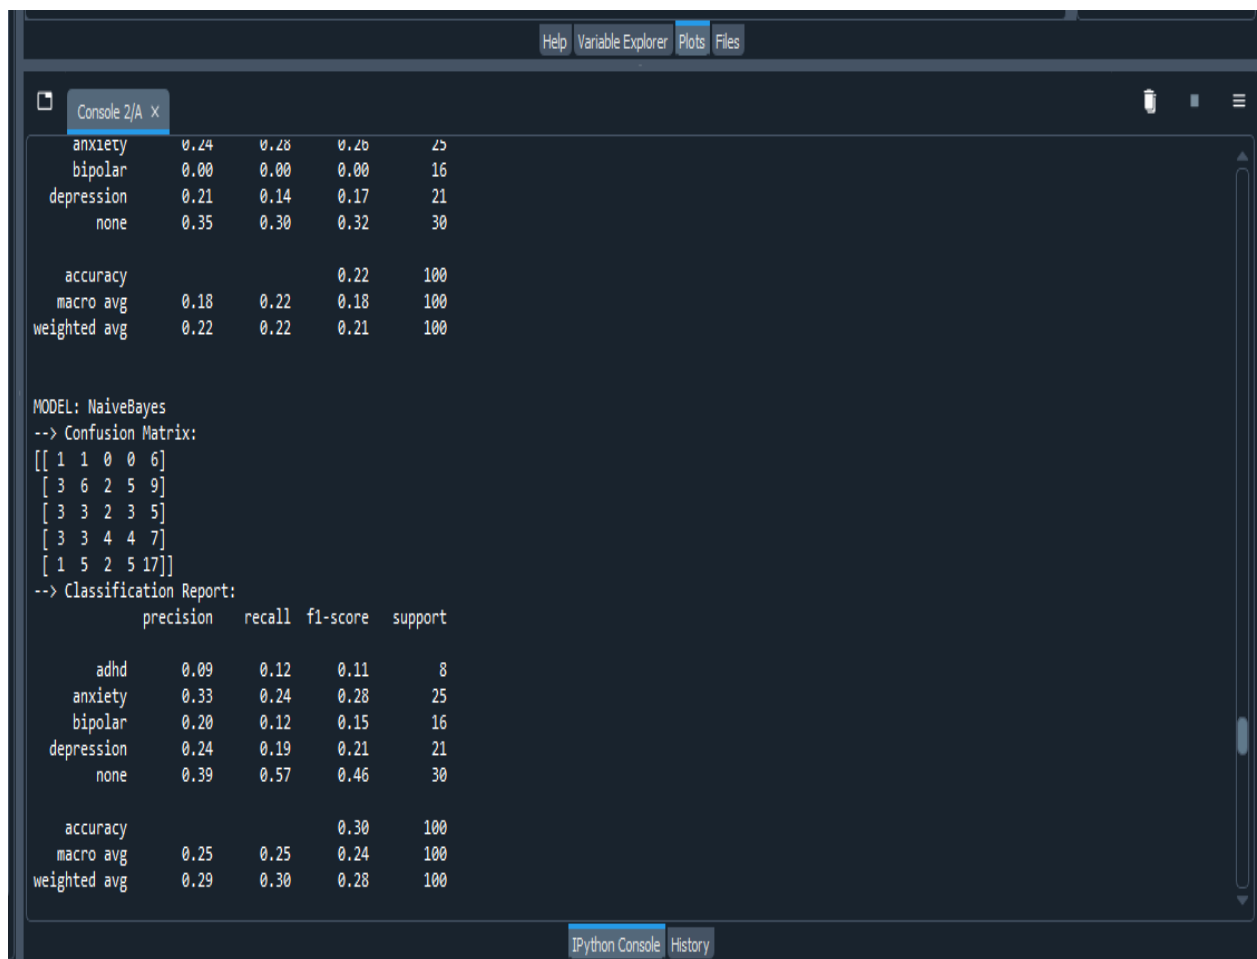 Help Variable Explorer Plots Files
Console 2/A ×
anxiety 0.24 0.28 0.26 25
bipolar 0.00 0.00 0.00 16
depression 0.21 0.14 0.17 21
none 0.35 0.30 0.32 30
accuracy 0.22 100
macro avg 0.18 0.22 0.18 100
weighted avg 0.22 0.22 0.21 100
MODEL: NaiveBayes
--> Confusion Matrix:
[[ 1 1 0 0 6]
[ 3 6 2 5 9]
[ 3 3 2 3 5]
[ 3 3 4 4 7]
[ 1 5 2 5 17]]
--> Classification Report:
precision recall f1-score support
adhd 0.09 0.12 0.11 8
anxiety 0.33 0.24 0.28 25
bipolar 0.20 0.12 0.15 16
depression 0.24 0.19 0.21 21
none 0.39 0.57 0.46 30
accuracy 0.30 100
macro avg 0.25 0.25 0.24 100
weighted avg 0.29 0.30 0.28 100
IPython Console History